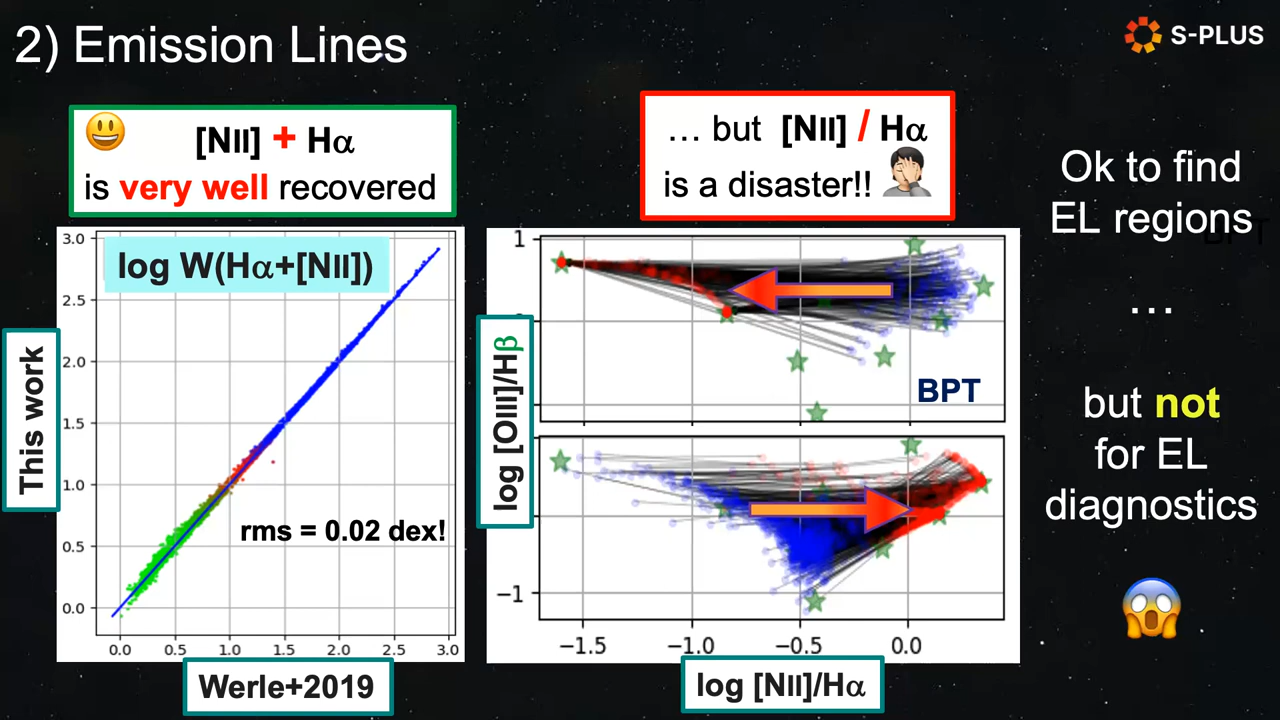 2) Emission Lines
S-PLUS
[NII] + Hα
is very well recovered
… but [NII] / Hα
is a disaster!!
Ok to find
EL regions
…
but not
for EL
diagnostics
log W(Hα+[NII])
This work
3.0
2.5
2.0
1.5
1.0
0.5
0.0
rms = 0.02 dex!
0.0 0.5 1.0 1.5 2.0 2.5 3.0
Werle+2019
log [OIII]/Hβ
1
BPT
−1
−1.5 −1.0 −0.5 0.0
log [NII]/Hα